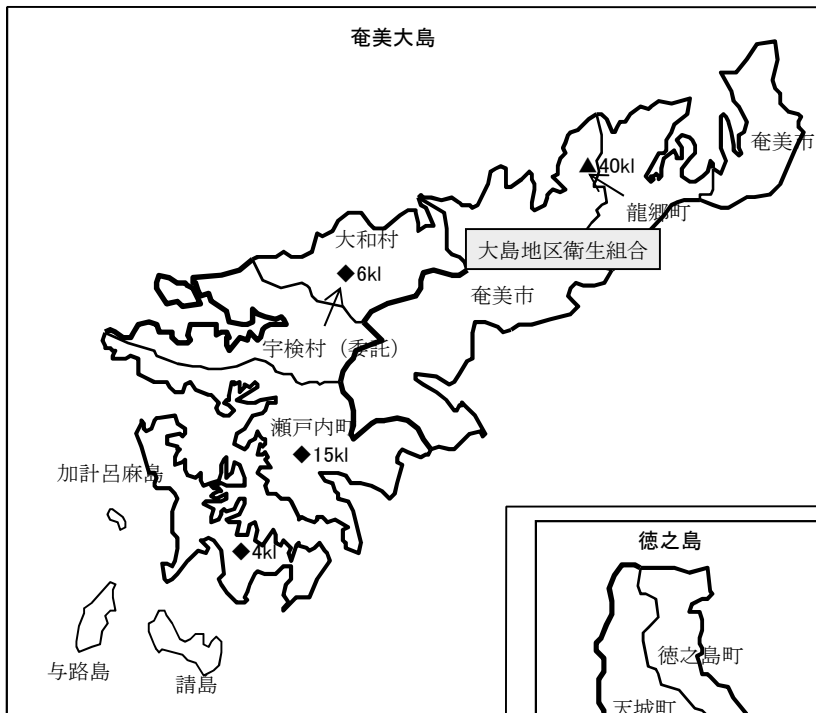 奄美大島
奄美市
▲40kl
龍郷町
大和村
大島地区衛生組合
◆6kl
奄美市
宇検村（委託）
瀬戸内町
◆15kl
加計呂麻島
◆4kl
徳之島
徳之島町
与路島
請島
天城町